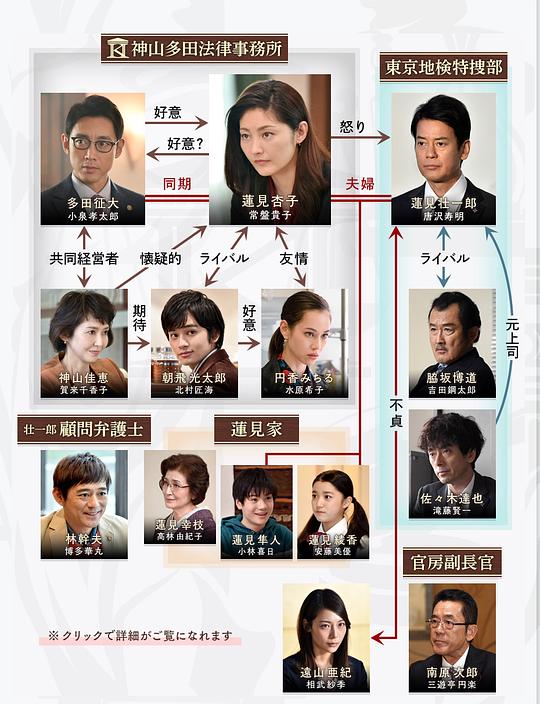 神山多田法律事務所
東京地検特捜部
好意
好意?
怒り
同期
夫婦
多田征大
小泉孝太郎
蓮見杏子
常盤貴子
蓮見壮一郎
唐沢寿明
共同経営者
懐疑的
ライバル
友情
ライバル
期待
好意
元上司
神山佳恵
賀来千香子
朝飛光太郎
北村匠海
円香みちる
水原希子
脇坂博道
吉田鋼太郎
不貞
壮一郎 顧問弁護士
蓮見家
林幹夫
博多華丸
蓮見幸枝
高林由紀子
蓮見隼人
小林喜日
蓮見綾香
安藤美優
佐々木達也
滝藤賢一
官房副長官
遠山亜紀
相武紗季
南原次郎
三遊亭円楽
※クリックで詳細がご覧になれます